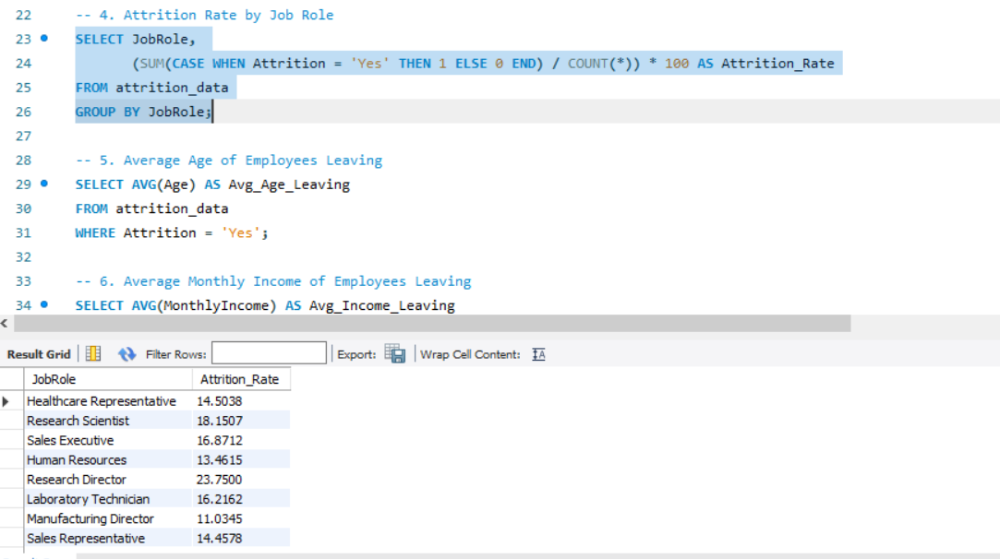 22 -- 4. Attrition Rate by Job Role
23 SELECT JobRole,
24 (SUM(CASE WHEN Attrition = 'Yes' THEN 1 ELSE 0 END) / COUNT(*)) * 100 AS Attrition_Rate
25 FROM attrition_data
26 GROUP BY JobRole;
27
28 -- 5. Average Age of Employees Leaving
29 SELECT AVG(Age) AS Avg_Age_Leaving
30 FROM attrition_data
31 WHERE Attrition = 'Yes';
32
33 -- 6. Average Monthly Income of Employees Leaving
34 SELECT AVG(MonthlyIncome) AS Avg_Income_Leaving
Result Grid Filter Rows: Export: Wrap Cell Content: IA
JobRole Attrition_Rate
Healthcare Representative 14.5038
Research Scientist 18.1507
Sales Executive 16.8712
Human Resources 13.4615
Research Director 23.7500
Laboratory Technician 16.2162
Manufacturing Director 11.0345
Sales Representative 14.4578